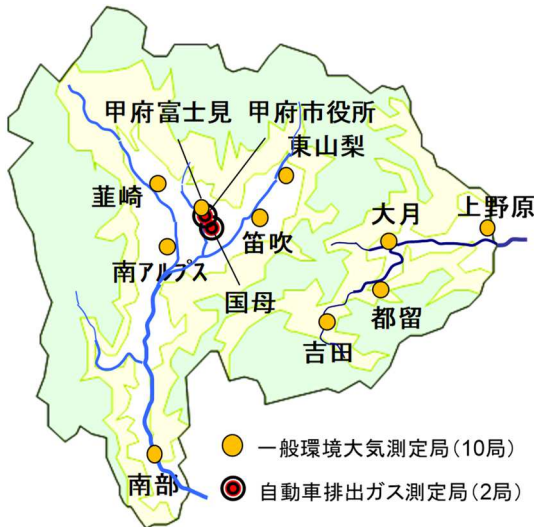 甲府富士見
甲府市役所
東山梨
韮崎
笛吹
南アルプス
国母
大月
上野原
都留
吉田
南部
一般環境大気測定局(10局)
自動車排出ガス測定局(2局)